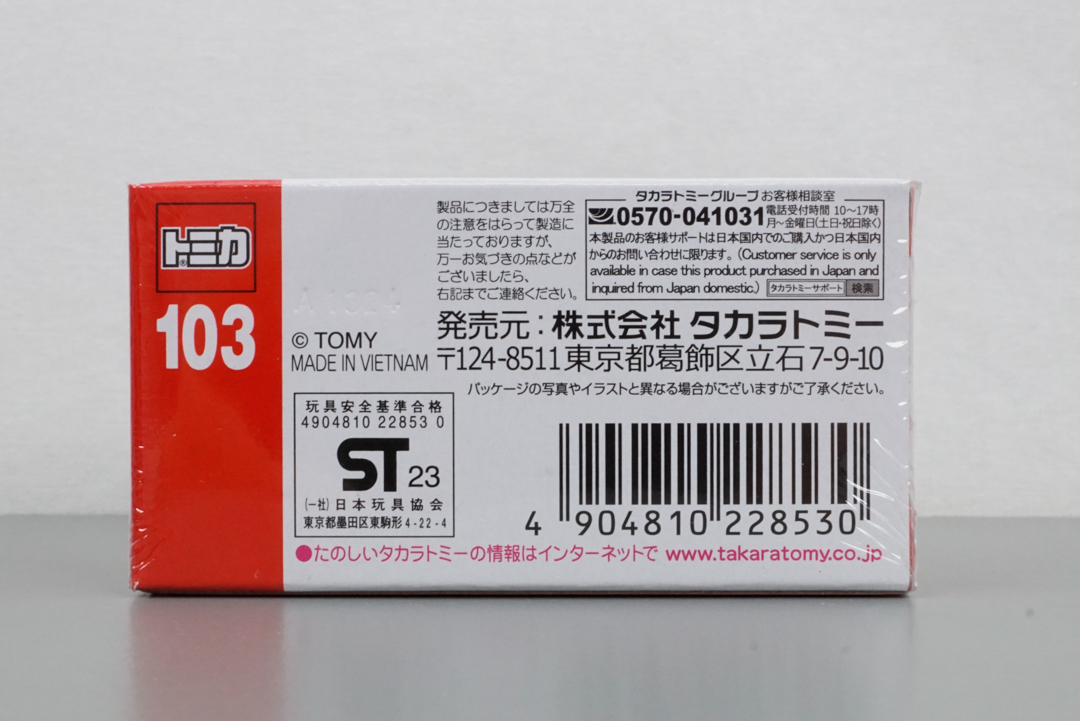 トミカ
®
103
© TOMY
MADE IN VIETNAM
製品につきましては万全
の注意をはらって製造に
当たっておりますが、
万一お気づきの点などが
ございましたら、
右記までご連絡ください。
タカラトミーグループ お客様相談室
0570-041031 電話受付時間 10〜17時
月〜金曜日(土日・祝日除く)
本製品のお客様サポートは日本国内でのご購入かつ日本国内
からのお問い合わせに限ります。(Customer service is only
available in case this product purchased in Japan and
inquired from Japan domestic.) タカラトミーサポート 検索
発売元：株式会社 タカラトミー
〒124-8511 東京都葛飾区立石7-9-10
パッケージの写真やイラストと異なる場合がございますがご了承ください。
玩具安全基準合格
4904810 22853 0
ST 23
(一社) 日本玩具協会
東京都墨田区東駒形4-22-4
4 904810 228530
●たのしいタカラトミーの情報はインターネットで www.takaratomy.co.jp